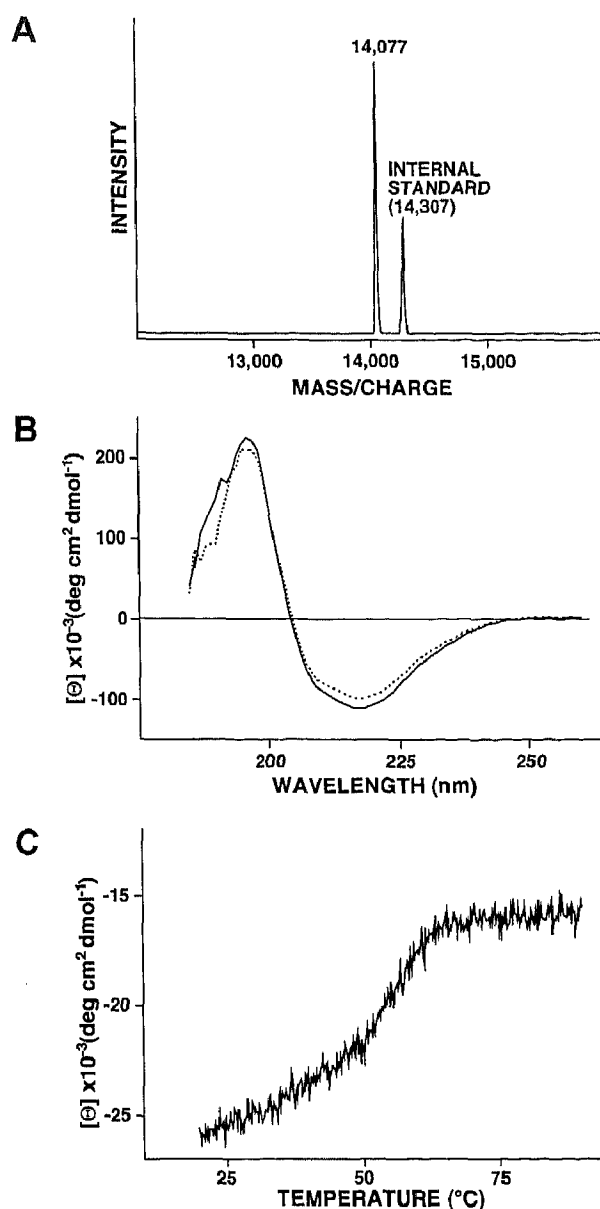 A
14,077
INTERNAL
STANDARD
(14,307)
INTENSITY
13,000 14,000 15,000
MASS/CHARGE
B
[Θ] x10⁻³(deg cm² dmol⁻¹)
200
100
0
-100
200 225 250
WAVELENGTH (nm)
C
[Θ] x10⁻³(deg cm² dmol⁻¹)
-15
-20
-25
25 50 75
TEMPERATURE (°C)